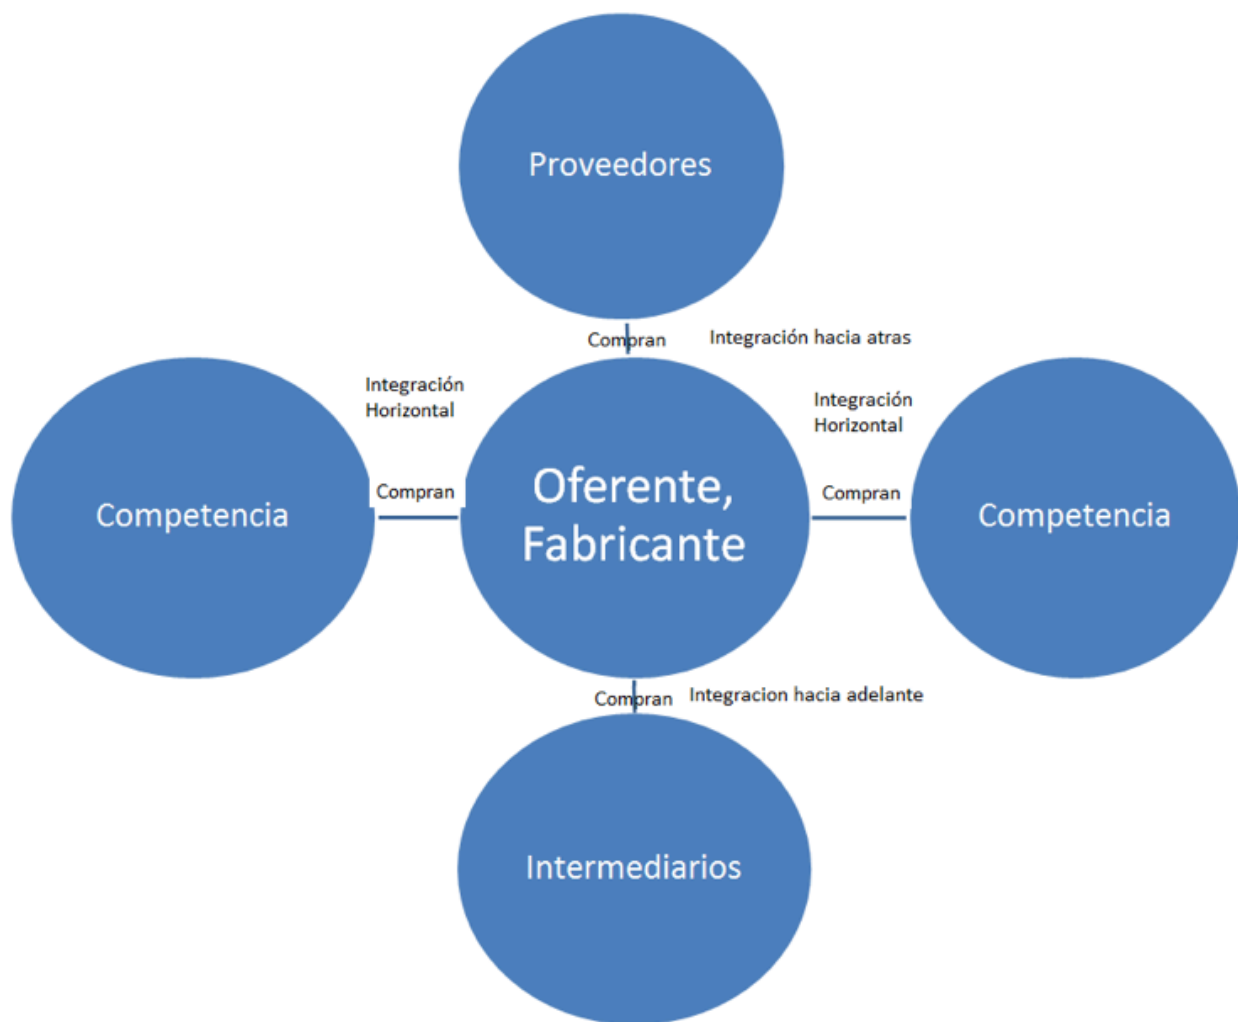 Proveedores
Compran
Integración hacia atras
Integración
Horizontal
Integración
Horizontal
Competencia
Compran
Oferente,
Fabricante
Compran
Competencia
Compran
Integracion hacia adelante
Intermediarios